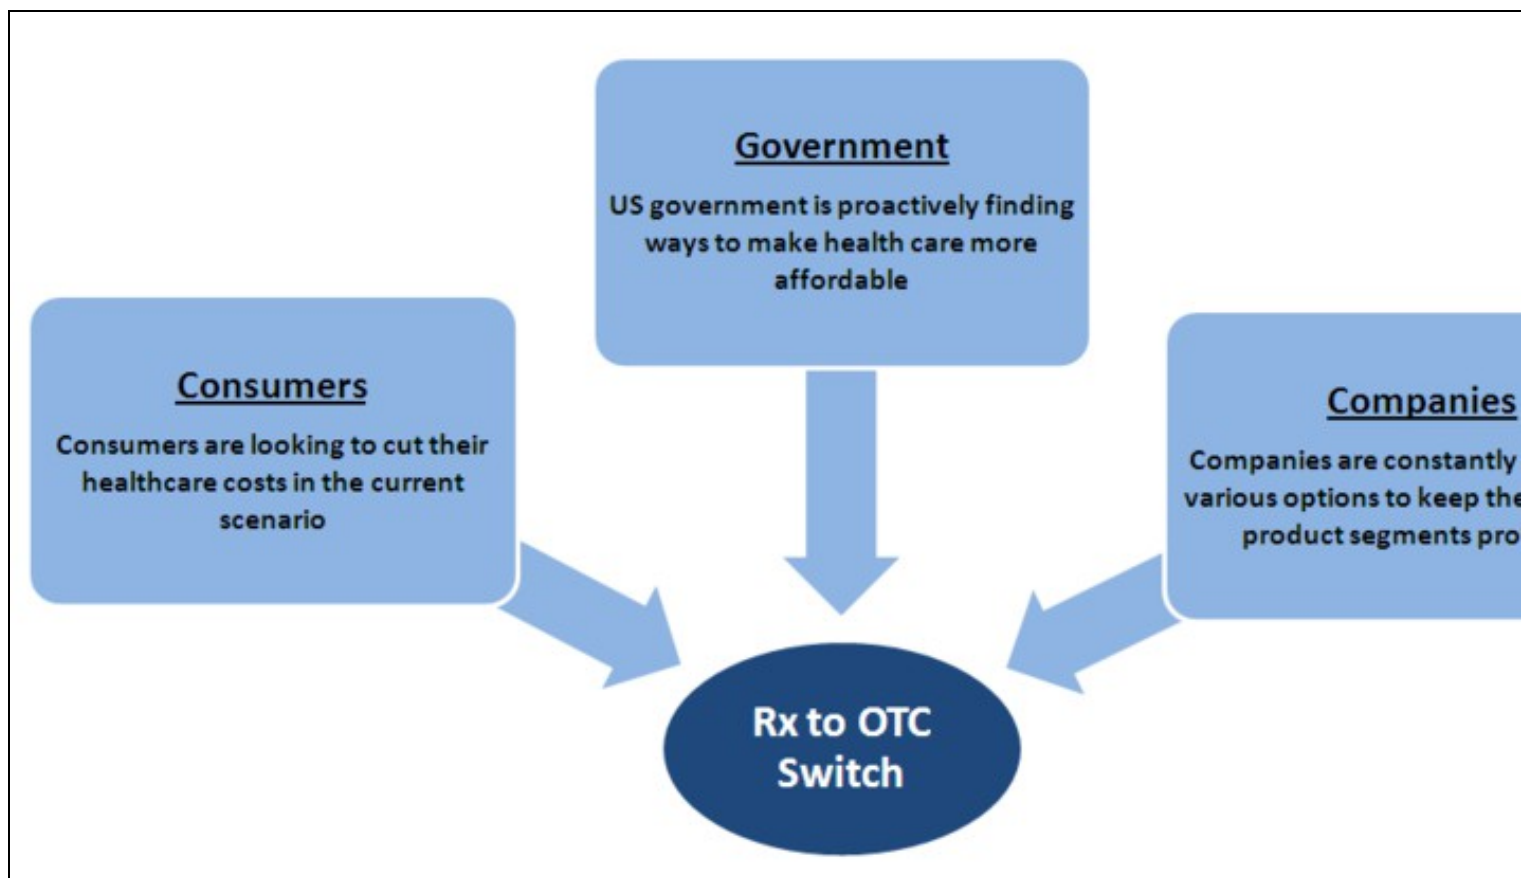 Government
US government is proactively finding
ways to make health care more
affordable
Consumers
Consumers are looking to cut their
healthcare costs in the current
scenario
Companies
Companies are constantly
various options to keep
product segments
Rx to OTC
Switch